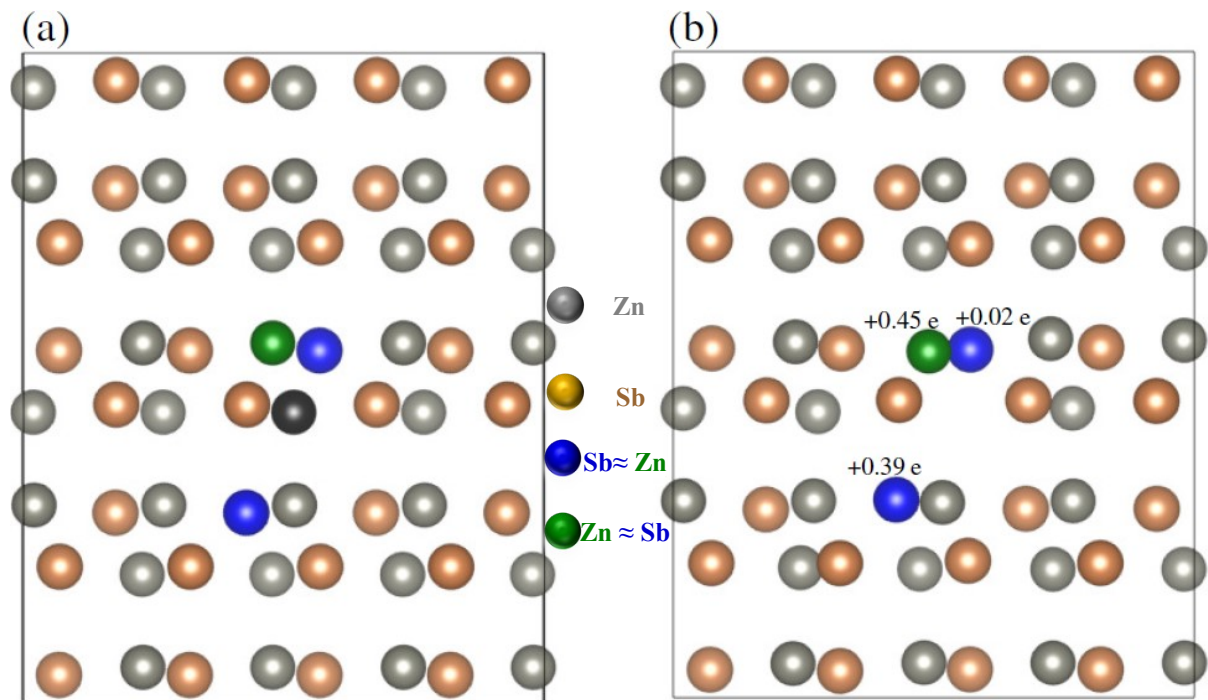 (a)
(b)
+0.45 e
+0.02 e
+0.39 e
Zn
Sb
Sb≈ Zn
Zn ≈ Sb